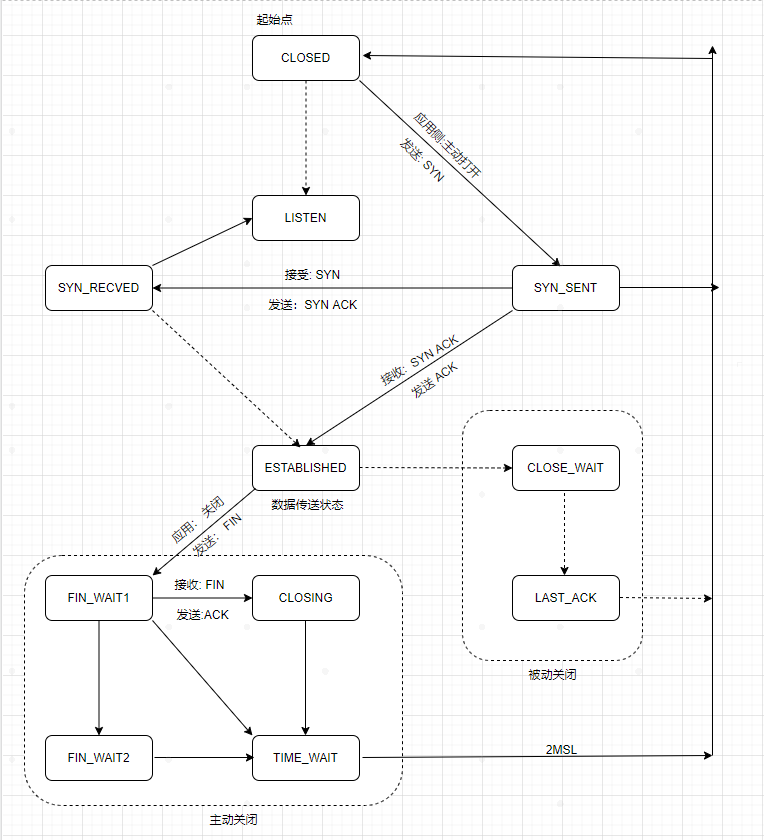 起始点
CLOSED
应用侧:主动打开
发送: SYN
LISTEN
SYN_RECVED
接受: SYN
发送：SYN ACK
SYN_SENT
接收: SYN ACK
发送 ACK
ESTABLISHED
数据传送状态
CLOSE_WAIT
应用： 关闭
发送： FIN
FIN_WAIT1
接收: FIN
发送:ACK
CLOSING
LAST_ACK
被动关闭
FIN_WAIT2
TIME_WAIT
2MSL
主动关闭